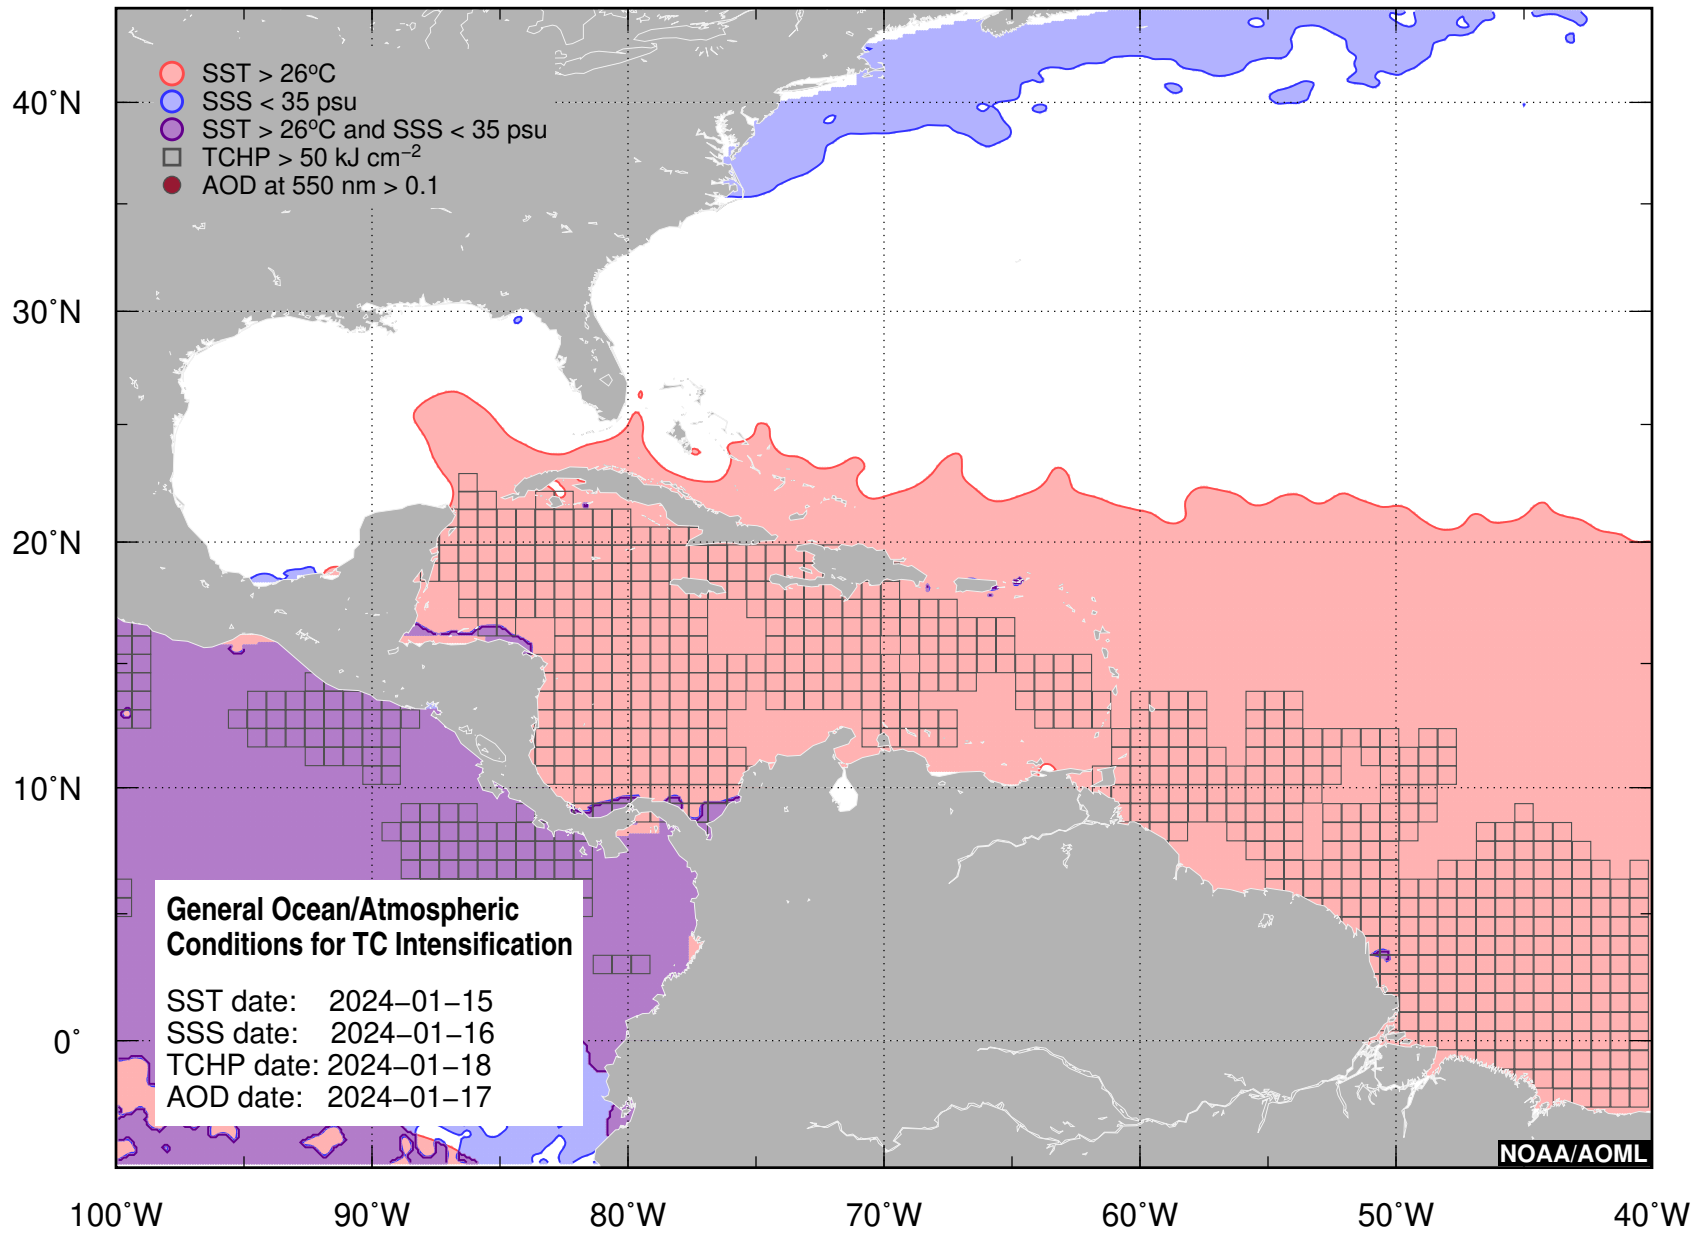 SST > 26ºC
SSS < 35 psu
SST > 26ºC and SSS < 35 psu
TCHP > 50 kJ cm⁻²
AOD at 550 nm > 0.1
40˚N
30˚N
20˚N
10˚N
0˚
General Ocean/Atmospheric
Conditions for TC Intensification
SST date: 2024−01−15
SSS date: 2024−01−16
TCHP date: 2024−01−18
AOD date: 2024−01−17
NOAA/AOML
100˚W 90˚W 80˚W 70˚W 60˚W 50˚W 40˚W